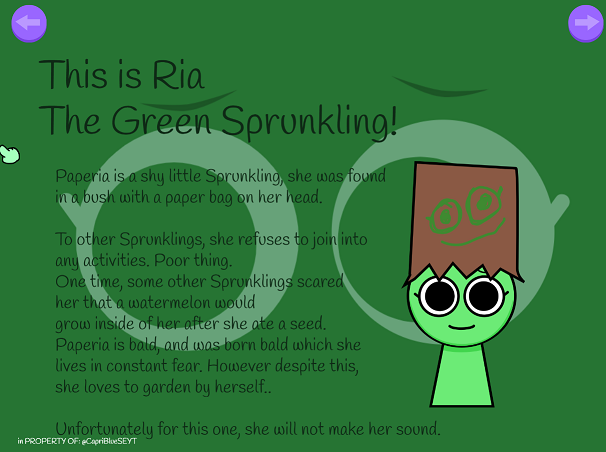 This is Ria
The Green Sprunkling!
Paperia is a shy little Sprunkling, she was found
in a bush with a paper bag on her head.
To other Sprunklings, she refuses to join into
any activities. Poor thing.
One time, some other Sprunklings scared
her that a watermelon would
grow inside of her after she ate a seed.
Paperia is bald, and was born bald which she
lives in constant fear. However despite this,
she loves to garden by herself..
Unfortunately for this one, she will not make her sound.
in PROPERTY OF: @CapriBlueSEYT